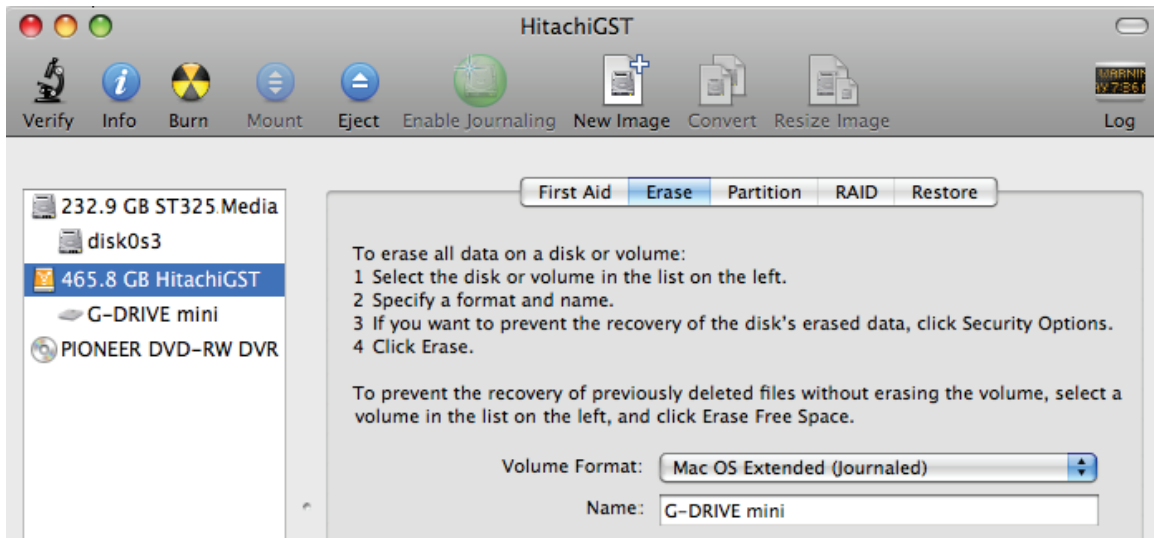 HitachiGST
Verify Info Burn Mount Eject Enable Journaling New Image Convert Resize Image Log
232.9 GB ST325 Media
disk0s3
465.8 GB HitachiGST
G-DRIVE mini
PIONEER DVD-RW DVR
First Aid Erase Partition RAID Restore
To erase all data on a disk or volume:
1 Select the disk or volume in the list on the left.
2 Specify a format and name.
3 If you want to prevent the recovery of the disk's erased data, click Security Options.
4 Click Erase.
To prevent the recovery of previously deleted files without erasing the volume, select a
volume in the list on the left, and click Erase Free Space.
Volume Format: Mac OS Extended (Journaled)
Name: G-DRIVE mini